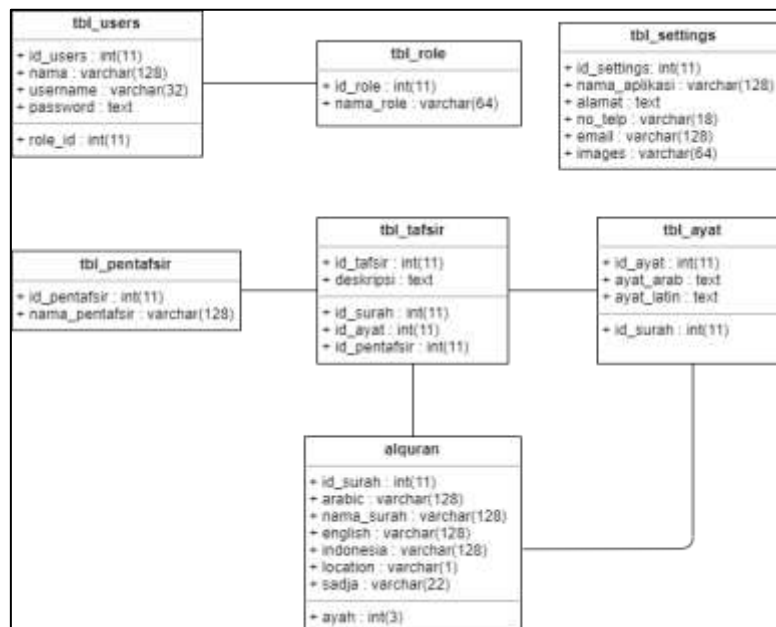 tbl_users
+ id_users : int(11)
+ nama : varchar(128)
+ username : varchar(32)
+ password : text
+ role_id : int(11)
tbl_role
+ id_role : int(11)
+ nama_role : varchar(64)
tbl_settings
+ id_settings: int(11)
+ nama_aplikasi : varchar(128)
+ alamat : text
+ no_telp : varchar(18)
+ email : varchar(128)
+ images : varchar(64)
tbl_pentafsir
+ id_pentafsir : int(11)
+ nama_pentafsir : varchar(128)
tbl_tafsir
+ id_tafsir : int(11)
+ deskripsi : text
+ id_surah : int(11)
+ id_ayat : int(11)
+ id_pentafsir : int(11)
tbl_ayat
+ id_ayat : int(11)
+ ayat_arab : text
+ ayat_latin : text
+ id_surah : int(11)
alquran
+ id_surah : int(11)
+ arabic : varchar(128)
+ nama_surah : varchar(128)
+ english : varchar(128)
+ indonesia : varchar(128)
+ location : varchar(1)
+ sadja : varchar(22)
+ ayah : int(3)